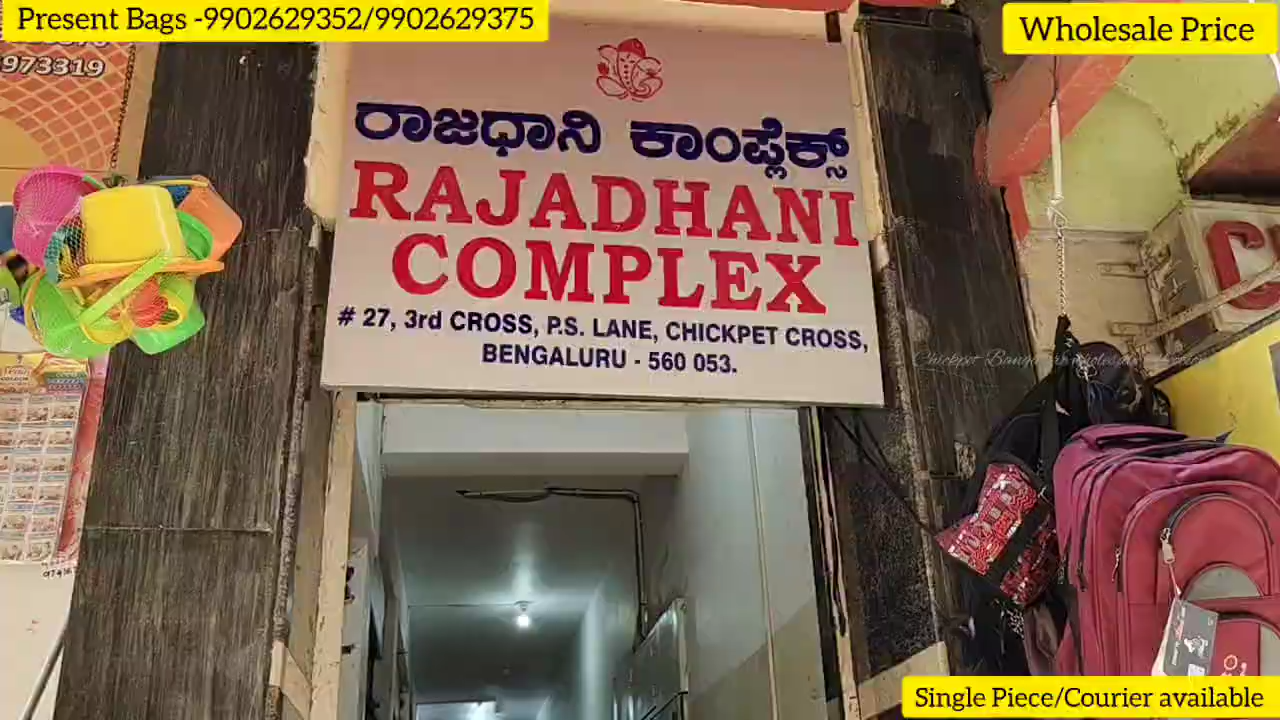 Present Bags -9902629352/9902629375
Wholesale Price
973319
ರಾಜಧಾನಿ ಕಾಂಪ್ಲೆಕ್ಸ್
RAJADHANI
COMPLEX
# 27, 3rd CROSS, P.S. LANE, CHICKPET CROSS,
BENGALURU - 560 053.
Single Piece/Courier available